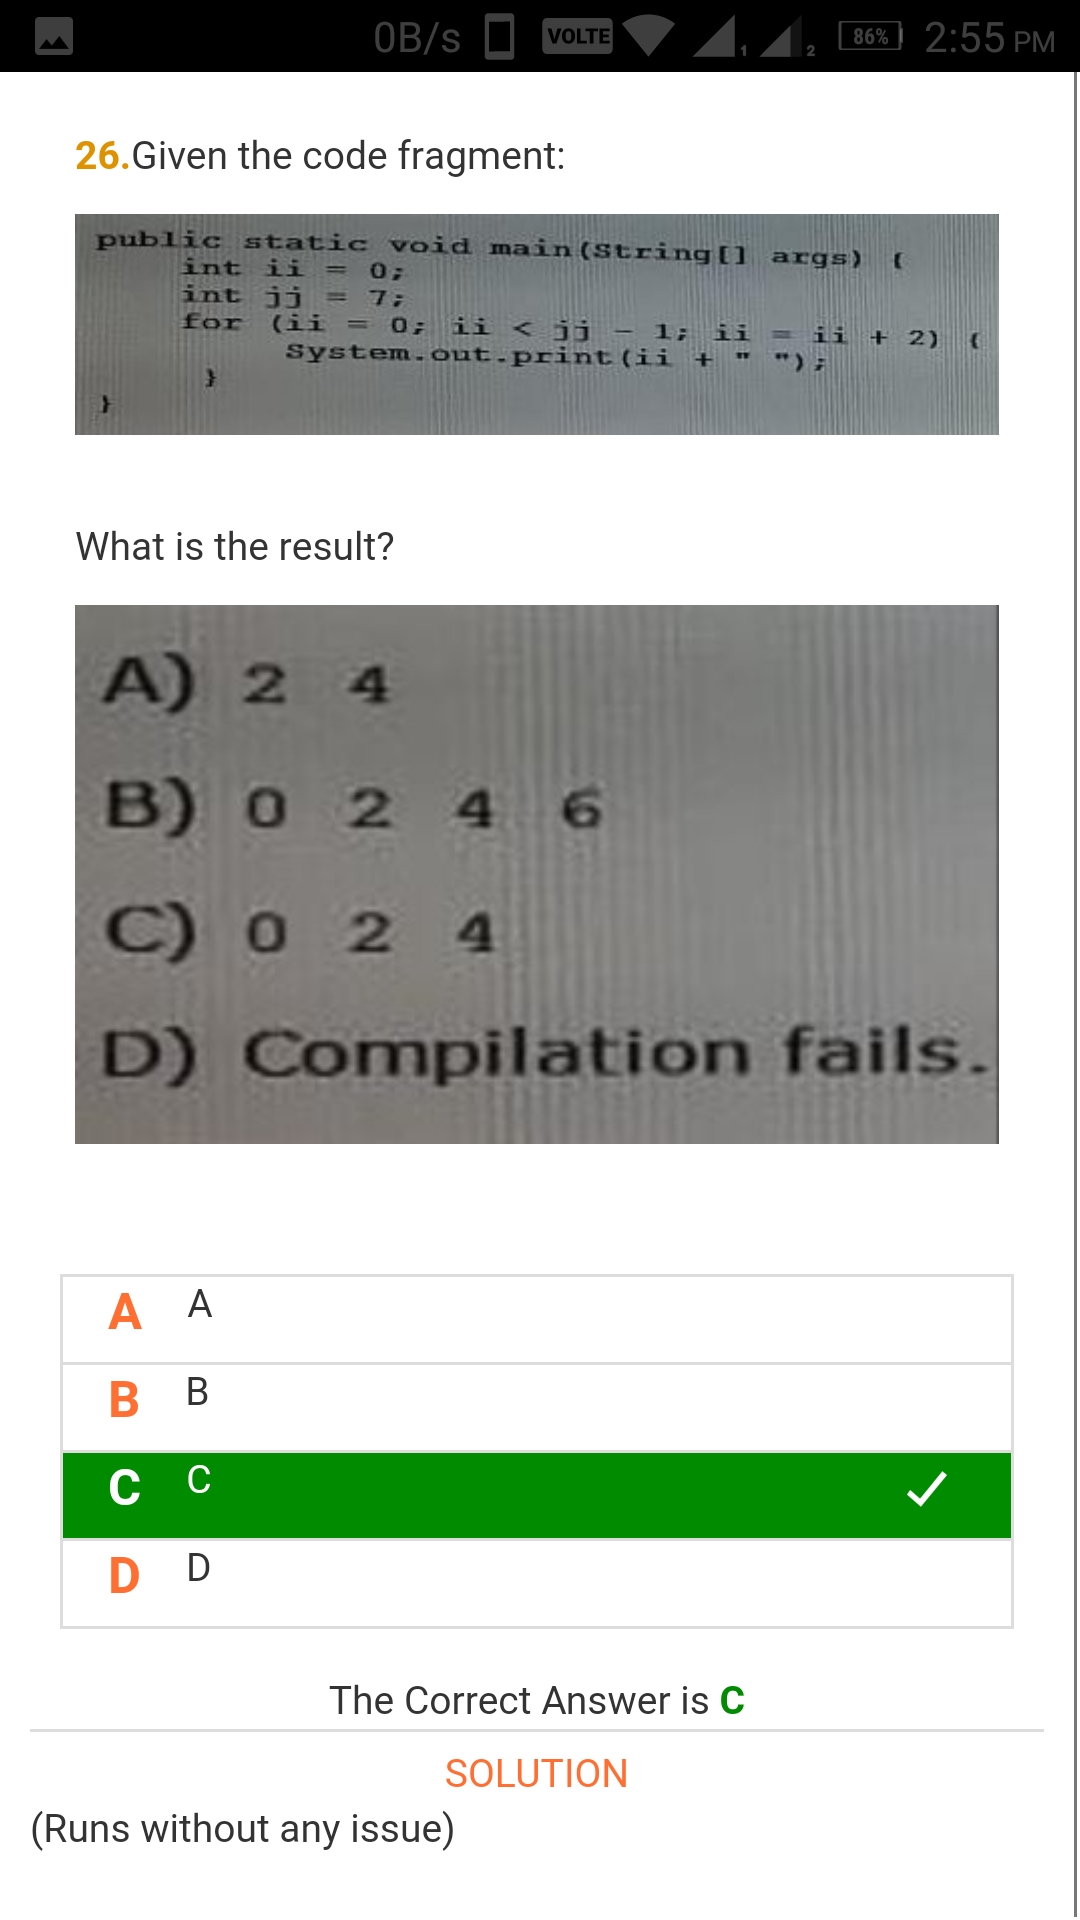 0B/s VOLTE 1 2 86% 2:55 PM
26.Given the code fragment:
public static void main(String[] args) {
int ii = 0;
int jj = 7;
for (ii = 0; ii < jj - 1; ii = ii + 2) {
System.out.print(ii + " ");
}
}
What is the result?
A) 2 4
B) 0 2 4 6
C) 0 2 4
D) Compilation fails.
A A
B B
C C
D D
The Correct Answer is C
SOLUTION
(Runs without any issue)